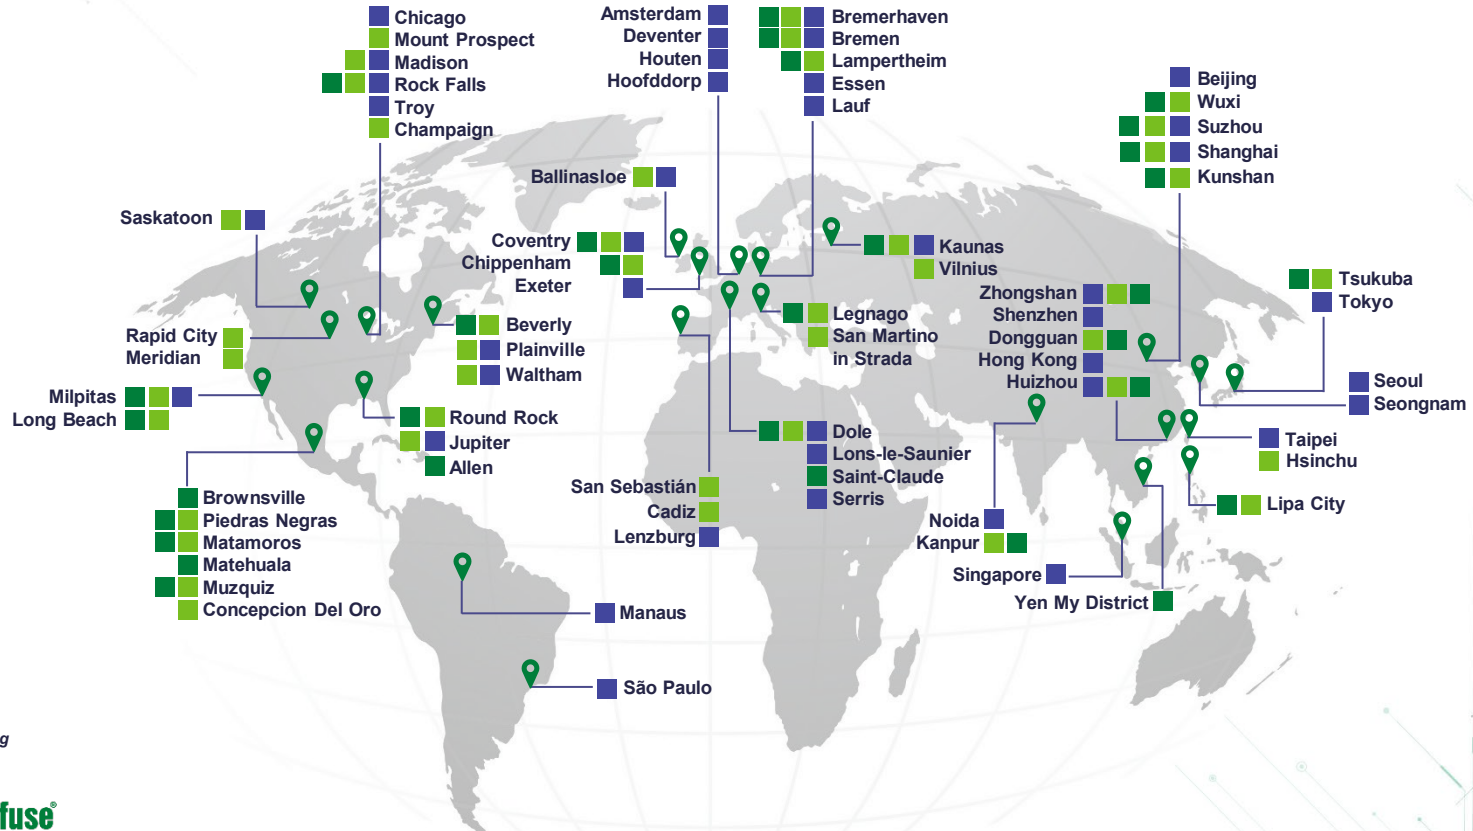 Chicago
Mount Prospect
Madison
Rock Falls
Troy
Champaign
Amsterdam
Deventer
Houten
Hoofddorp
Bremerhaven
Bremen
Lampertheim
Essen
Lauf
Beijing
Wuxi
Suzhou
Shanghai
Kunshan
Ballinasloe
Saskatoon
Coventry
Chippenham
Exeter
Kaunas
Vilnius
Tsukuba
Tokyo
Zhongshan
Shenzhen
Dongguan
Hong Kong
Huizhou
Rapid City
Meridian
Beverly
Plainville
Waltham
Legnago
San Martino
in Strada
Milpitas
Long Beach
Seoul
Seongnam
Round Rock
Jupiter
Allen
Dole
Lons-le-Saunier
Saint-Claude
Serris
Taipei
Hsinchu
Brownsville
Piedras Negras
Matamoros
Matehuala
Muzquiz
Concepcion Del Oro
San Sebastián
Cadiz
Lenzburg
Noida
Kanpur
Lipa City
Singapore
Yen My District
Manaus
São Paulo
g
fuse®